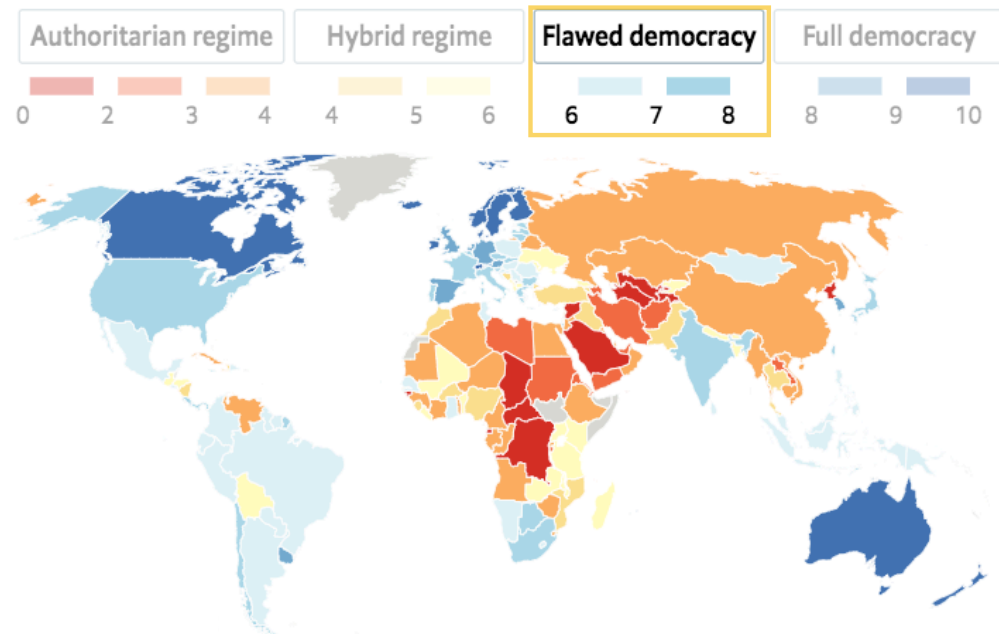 Authoritarian regime Hybrid regime Flawed democracy Full democracy
0 2 3 4 4 5 6 6 7 8 8 9 10